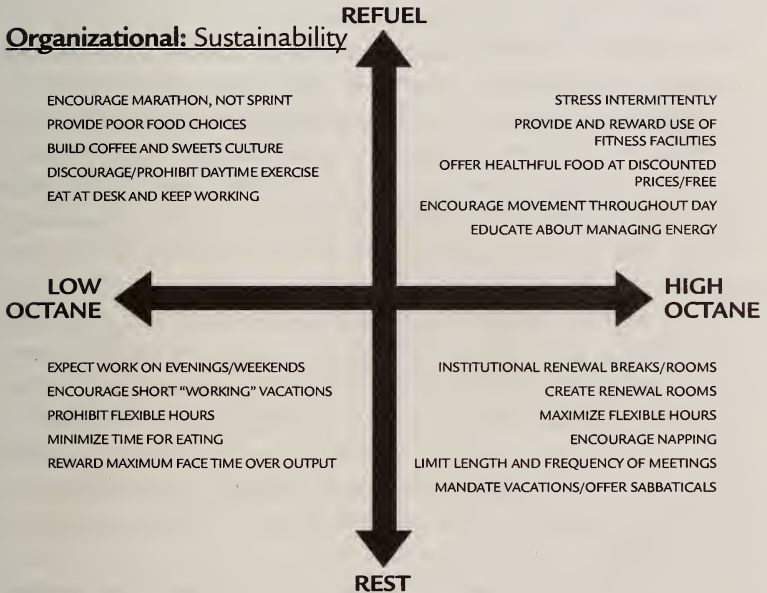 REFUEL
Organizational: Sustainability
ENCOURAGE MARATHON, NOT SPRINT
PROVIDE POOR FOOD CHOICES
BUILD COFFEE AND SWEETS CULTURE
DISCOURAGE/PROHIBIT DAYTIME EXERCISE
EAT AT DESK AND KEEP WORKING
STRESS INTERMITTENTLY
PROVIDE AND REWARD USE OF
FITNESS FACILITIES
OFFER HEALTHFUL FOOD AT DISCOUNTED
PRICES/FREE
ENCOURAGE MOVEMENT THROUGHOUT DAY
EDUCATE ABOUT MANAGING ENERGY
LOW
OCTANE
HIGH
OCTANE
EXPECT WORK ON EVENINGS/WEEKENDS
ENCOURAGE SHORT "WORKING" VACATIONS
PROHIBIT FLEXIBLE HOURS
MINIMIZE TIME FOR EATING
REWARD MAXIMUM FACE TIME OVER OUTPUT
INSTITUTIONAL RENEWAL BREAKS/ROOMS
CREATE RENEWAL ROOMS
MAXIMIZE FLEXIBLE HOURS
ENCOURAGE NAPPING
LIMIT LENGTH AND FREQUENCY OF MEETINGS
MANDATE VACATIONS/OFFER SABBATICALS
REST